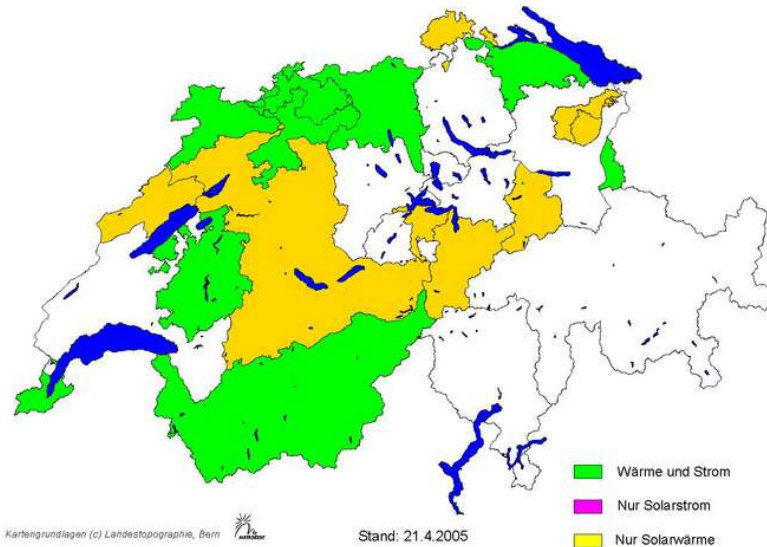 Wärme und Strom
Nur Solarstrom
Nur Solarwärme
Kartengrundlagen (c) Landestopographie, Bern
Stand: 21.4.2005